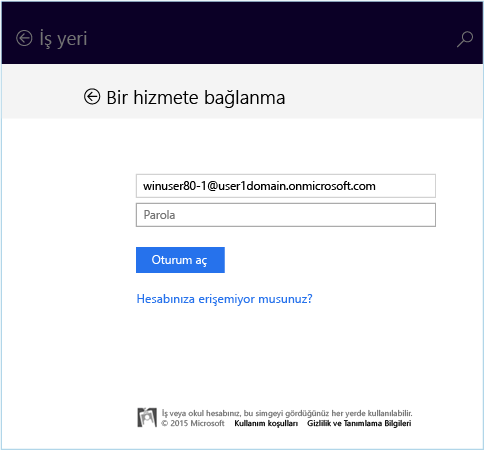 İş yeri
Bir hizmete bağlanma
winuser80-1@user1domain.onmicrosoft.com
Parola
Oturum aç
Hesabınıza erişemiyor musunuz?
İş veya okul hesabınız, bu simgeyi gördüğünüz her yerde kullanılabilir.
© 2015 Microsoft Kullanım koşulları Gizlilik ve Tanımlama Bilgileri